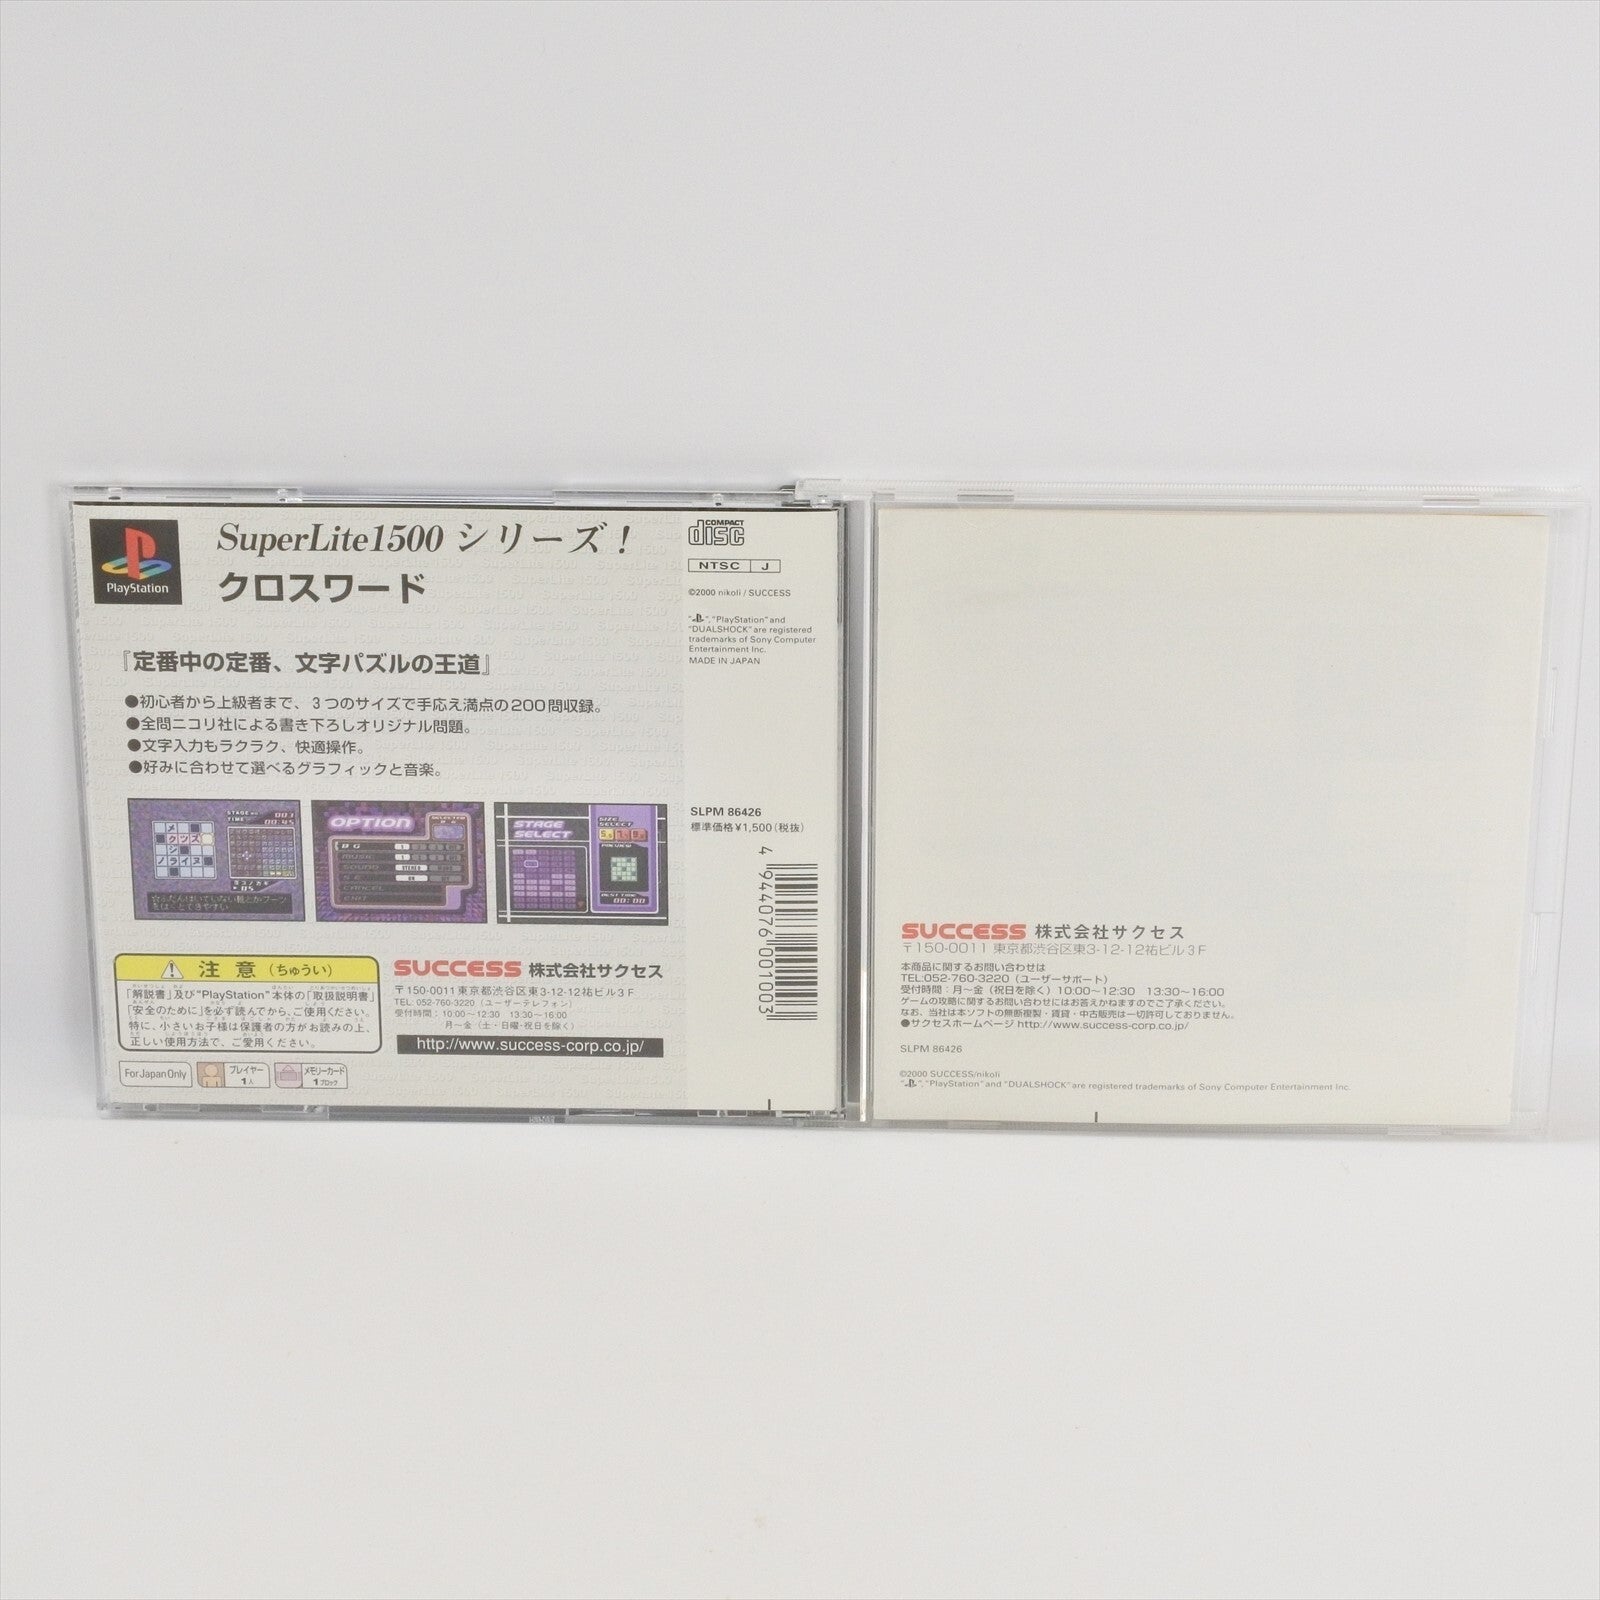 PlayStation
SuperLite1500 シリーズ！
クロスワード
『定番中の定番、文字パズルの王道』
●初心者から上級者まで、3つのサイズで手応え満点の200問収録。
●全問ニコリ社による書き下ろしオリジナル問題。
●文字入力もラクラク、快適操作。
●好みに合わせて選べるグラフィックと音楽。
STAGE
TIME
メ
クツズ
シ
ノライヌ
OPTION
BG
MUSIC
SOUND
CANCEL
EXIT
STAGE
SELECT
SIZE
SELECT
PREVIEW
BEST TIME
00:00
注意（ちゅうい）
「解説書」及び"PlayStation"本体の「取扱説明書」
「安全のために」を必ず読んでから、ご使用ください。
特に、小さいお子様は保護者の方がお読みの上、
正しい使用方法で、ご愛用ください。
For Japan Only
プレイヤー
1人
メモリーカード
1ブロック
SUCCESS 株式会社サクセス
〒150-0011 東京都渋谷区東3-12-12祐ビル3F
TEL: 052-760-3220（ユーザーテレフォン）
受付時間：10:00〜12:30 13:30〜16:00
月〜金（土・日曜・祝日を除く）
http://www.success-corp.co.jp/
COMPACT
disc
NTSC J
©2000 nikoli / SUCCESS
" ", "PlayStation" and
"DUALSHOCK" are registered
trademarks of Sony Computer
Entertainment Inc.
MADE IN JAPAN
SLPM 86426
標準価格¥1,500（税抜）
4 944076 001003
SUCCESS 株式会社サクセス
〒150-0011 東京都渋谷区東3-12-12祐ビル3F
本商品に関するお問い合わせは
TEL:052-760-3220（ユーザーサポート）
受付時間：月〜金（祝日を除く）10:00〜12:30 13:30〜16:00
ゲームの攻略に関するお問い合わせにはお答えかねますのでご了承ください。
なお、当社は本ソフトの無断複製・賃貸・中古販売は一切許可しておりません。
●サクセスホームページ http://www.success-corp.co.jp/
SLPM 86426
©2000 SUCCESS/nikoli
" ", "PlayStation" and "DUALSHOCK" are registered trademarks of Sony Computer Entertainment Inc.